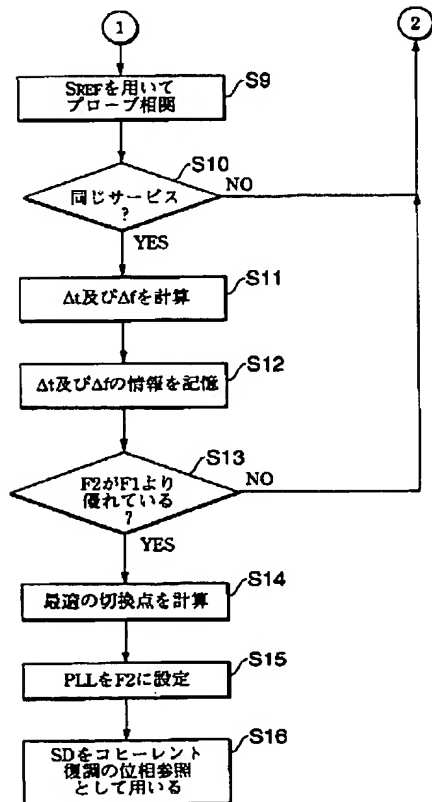 1
2
SREFを用いて
プローブ相関
S9
S10
同じサービス
?
NO
YES
Δt及びΔfを計算
S11
Δt及びΔfの情報を記憶
S12
S13
F2がF1より
優れている
?
NO
YES
最適の切換点を計算
S14
PLLをF2に設定
S15
SDをコヒーレント
復調の位相参照
として用いる
S16